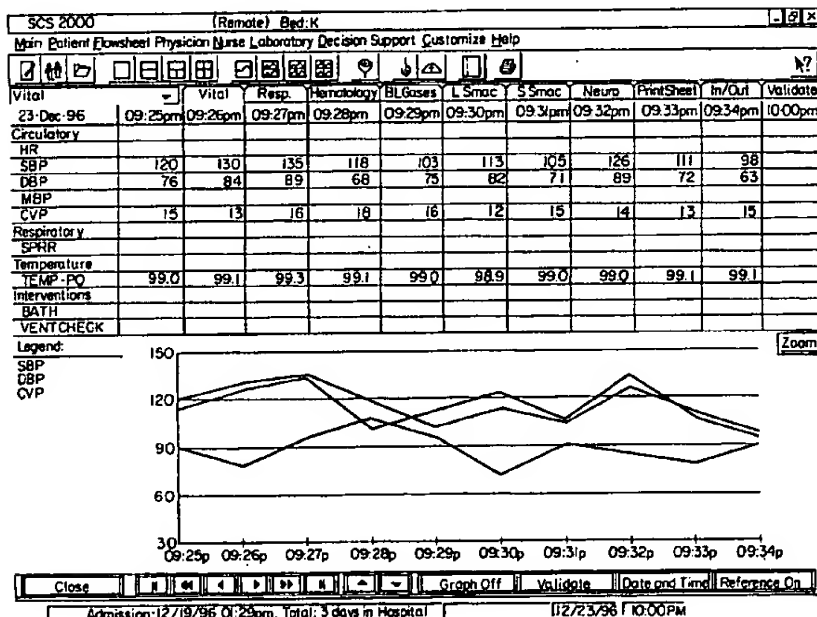 SCS 2000 (Remote) Bed:K
Main Patient Flowsheet Physician Nurse Laboratory Decision Support Customize Help
Vital Vital Resp. Hematology BLGases L Smac S Smac Neuro PrintSheet In/Out Validate
23-Dec-96 09:25pm 09:26pm 09:27pm 09:28pm 09:29pm 09:30pm 09:31pm 09:32pm 09:33pm 09:34pm 10:00pm
Circulatory
HR
SBP 120 130 135 118 103 113 105 126 111 98
DBP 76 84 89 68 75 82 71 89 72 63
MBP
CVP 15 13 16 18 16 12 15 14 13 15
Respiratory
SPRR
Temperature
TEMP-PO 99.0 99.1 99.3 99.1 99.0 98.9 99.0 99.0 99.1 99.1
Interventions
BATH
VENTCHECK
Legend:
Zoom
SBP
DBP
CVP
150
120
90
60
30
09:25p 09:26p 09:27p 09:28p 09:29p 09:30p 09:31p 09:32p 09:33p 09:34p
Close Graph Off Validate Date and Time Reference On
Admission:12/19/96 01:29pm, Total: 3 days in Hospital 12/23/96 10:00PM